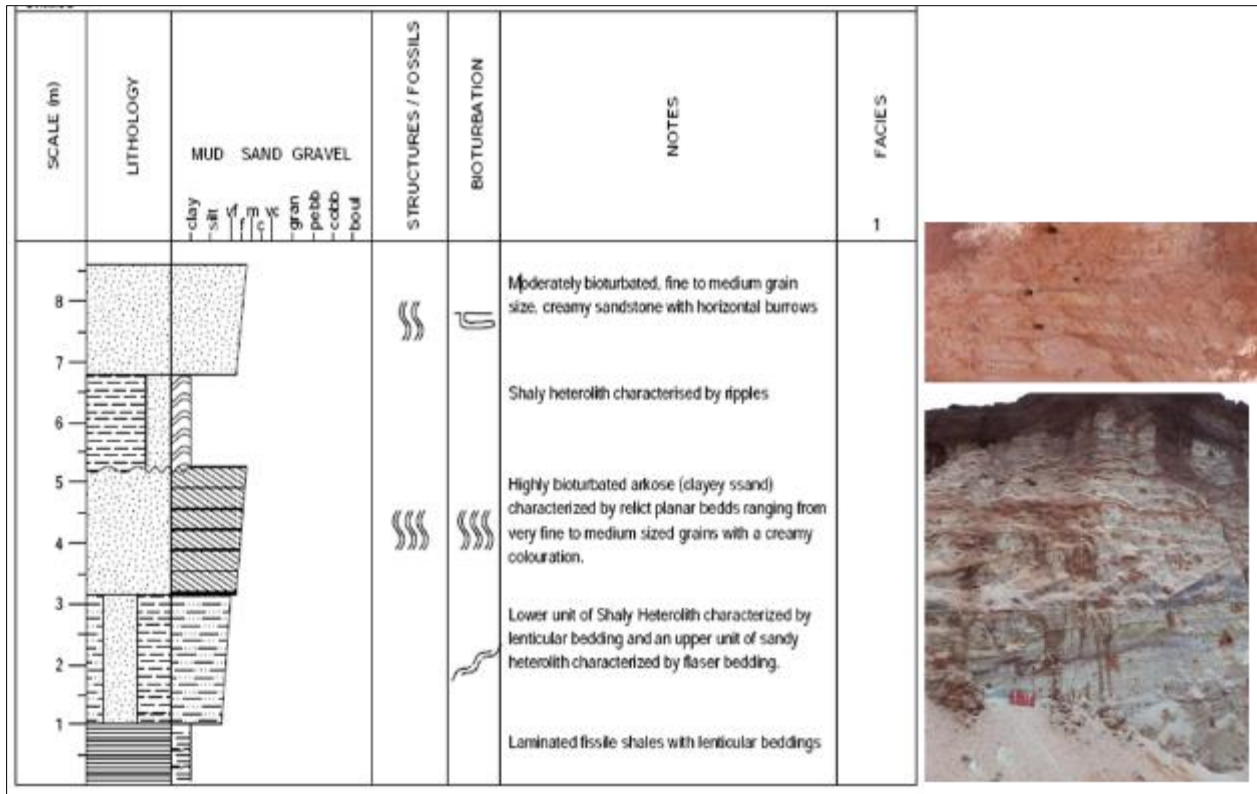 SCALE (m)
LITHOLOGY
MUD SAND GRAVEL
clay
silt
vf
f
m
c
vc
gran
pebb
cobb
boul
STRUCTURES / FOSSILS
BIOTURBATION
NOTES
FACIES
1
8
7
6
5
4
3
2
1
Moderately bioturbated, fine to medium grain
size, creamy sandstone with horizontal burrows
Shaly heterolith characterised by ripples
Highly bioturbated arkose (clayey ssand)
characterized by relict planar bedds ranging from
very fine to medium sized grains with a creamy
colouration.
Lower unit of Shaly Heterolith characterized by
lenticular bedding and an upper unit of sandy
heterolith characterized by flaser bedding.
Laminated fissile shales with lenticular beddings